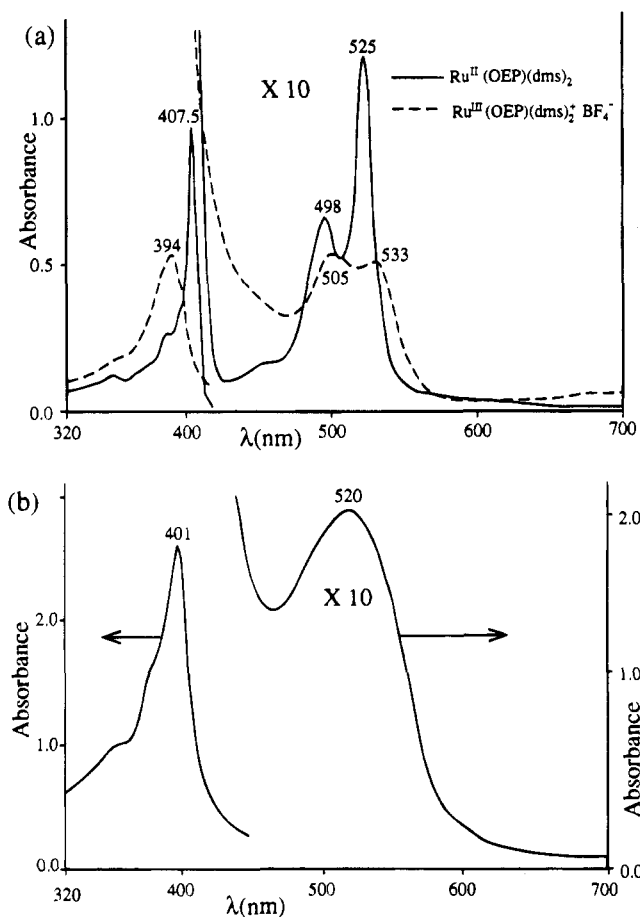 (a)
525
X 10
Ru^II (OEP)(dms)₂
Ru^III (OEP)(dms)₂⁺ BF₄⁻
407.5
1.0
498
394
0.5
505
533
Absorbance
0.0
320
400
500
600
700
λ(nm)
(b)
520
401
2.0
X 10
2.0
1.0
1.0
Absorbance
Absorbance
0.0
0.0
320
400
500
600
700
λ(nm)